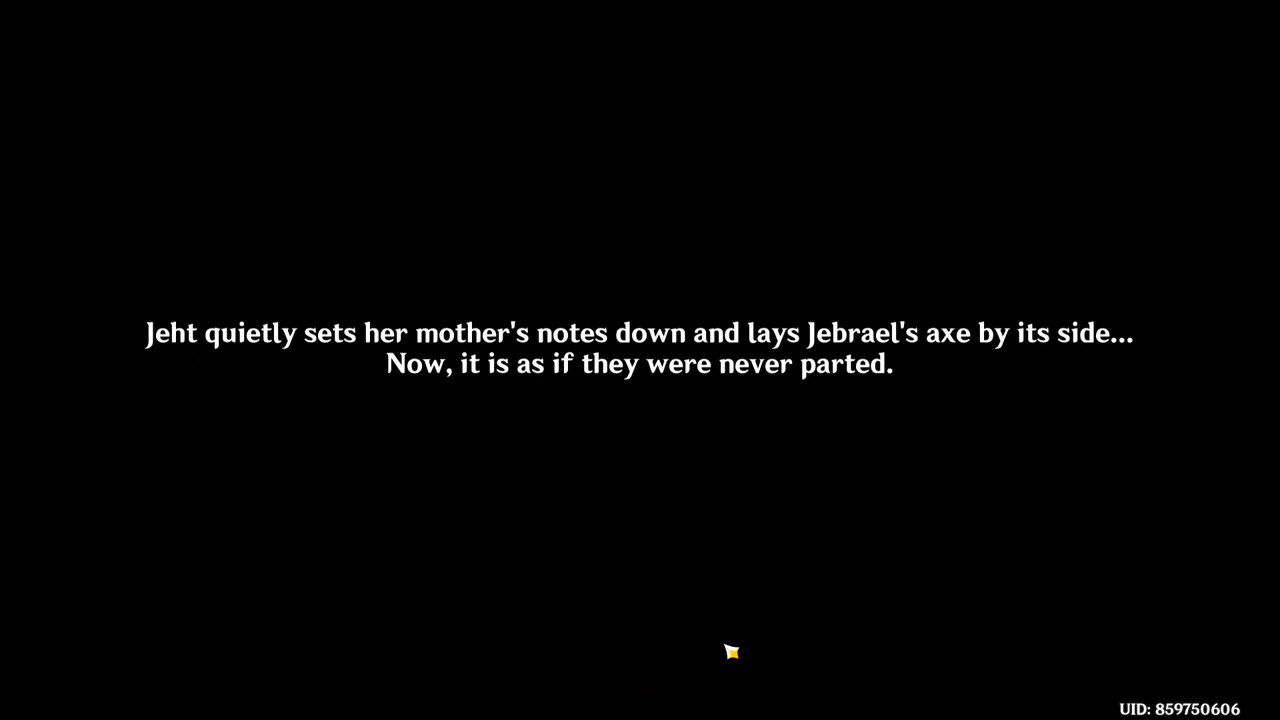 Jeht quietly sets her mother's notes down and lays Jebrael's axe by its side...
Now, it is as if they were never parted.
UID: 859750606